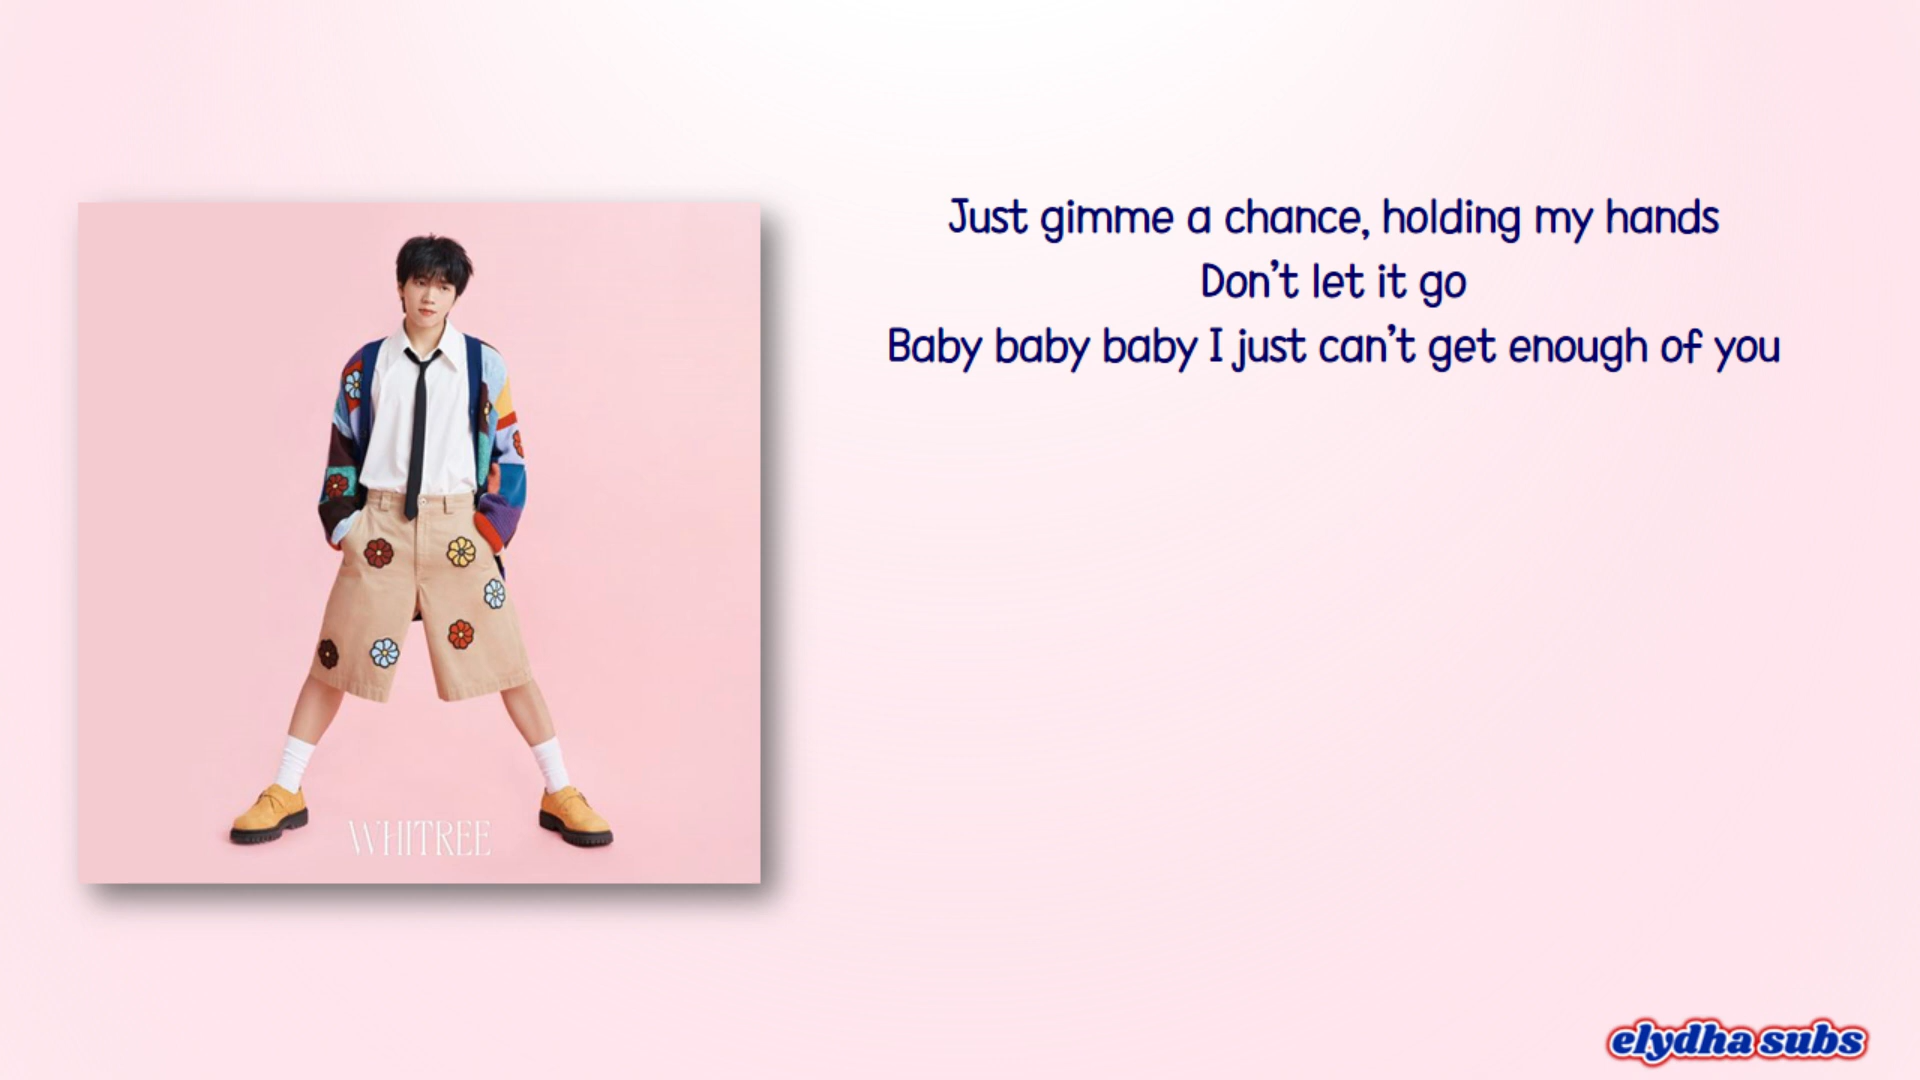 Just gimme a chance, holding my hands
Don’t let it go
Baby baby baby I just can’t get enough of you
WHITREE
elydha subs